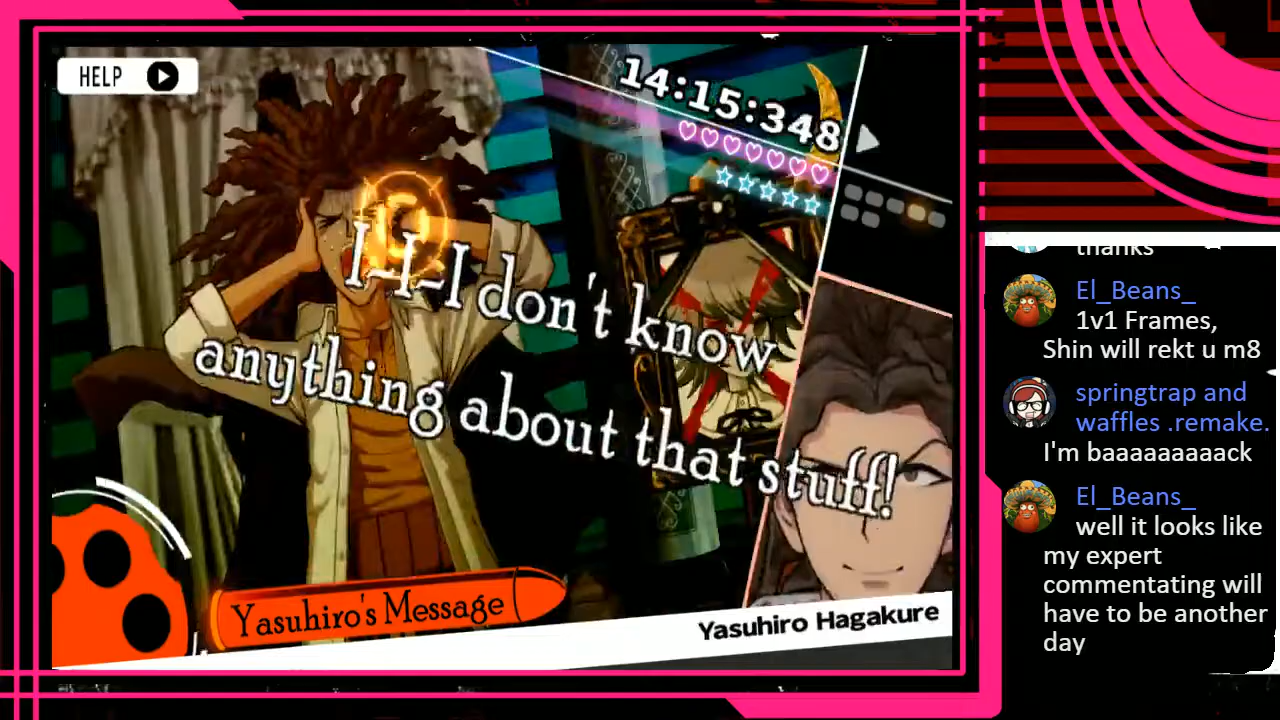 HELP
14:15:348
I-I-I don't know
anything about that stuff!
Yasuhiro's Message
Yasuhiro Hagakure
thanks
El_Beans_
1v1 Frames,
Shin will rekt u m8
springtrap and
waffles .remake.
I'm baaaaaaaaack
El_Beans_
well it looks like
my expert
commentating will
have to be another
day